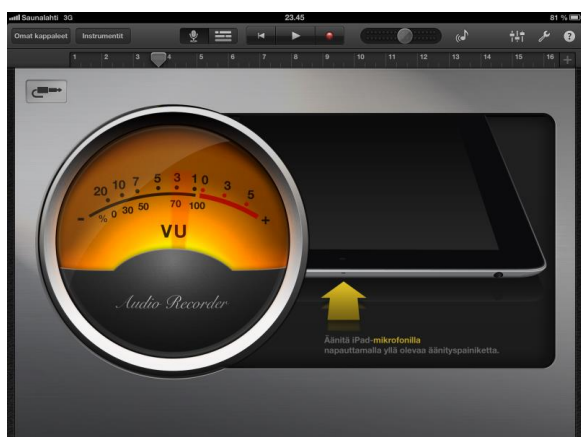 Saunalahti 3G 23.45 81 %
Omat kappaleet Instrumentit ?
1 2 3 4 5 6 7 8 9 10 11 12 13 14 15 16 +
20 10 7 5 3 1 0 3 5
- % 0 30 50 70 100 +
VU
Audio Recorder
Äänitä iPad-mikrofonilla
napauttamalla yllä olevaa äänityspainiketta.